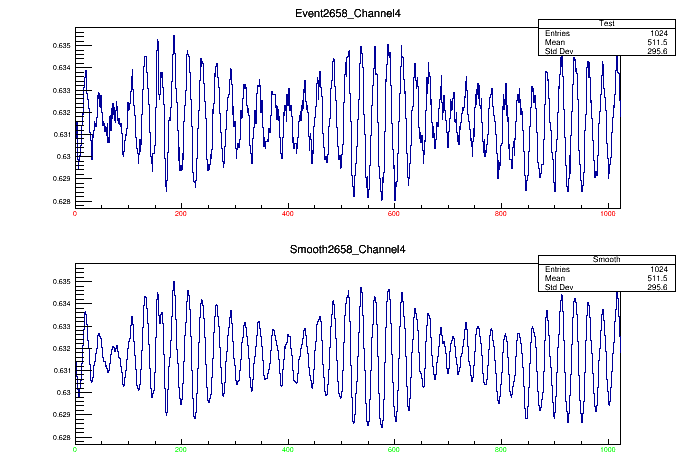 Event2658_Channel4
Test
Entries 1024
Mean 511.5
Std Dev 295.6
0.635
0.634
0.633
0.632
0.631
0.63
0.629
0.628
0 200 400 600 800 1000
Smooth2658_Channel4
Smooth
Entries 1024
Mean 511.5
Std Dev 295.6
0.635
0.634
0.633
0.632
0.631
0.63
0.629
0.628
0 200 400 600 800 1000